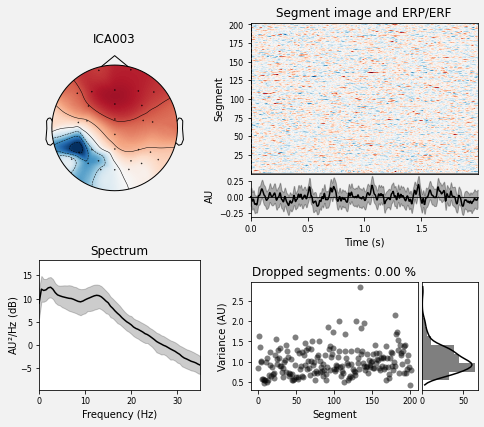 ICA003
Segment image and ERP/ERF
Segment
200
175
150
125
100
75
50
25
AU
0.25
0.00
−0.25
0.0 0.5 1.0 1.5
Time (s)
Spectrum
AU²/Hz (dB)
15
10
5
0
−5
0 10 20 30
Frequency (Hz)
Dropped segments: 0.00 %
Variance (AU)
2.5
2.0
1.5
1.0
0.5
0 50 100 150 200
Segment
0 50